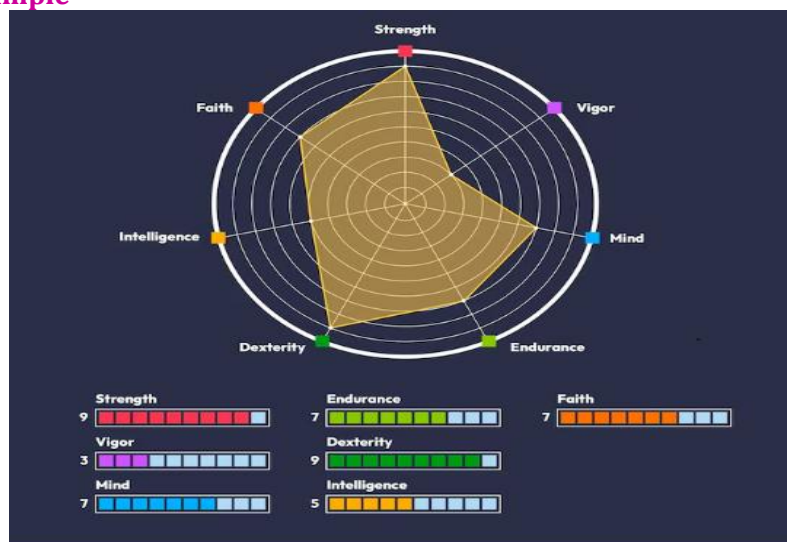 Strength
Faith
Vigor
Intelligence
Mind
Dexterity
Endurance
Strength
9
Vigor
3
Mind
7
Endurance
7
Dexterity
9
Intelligence
5
Faith
7